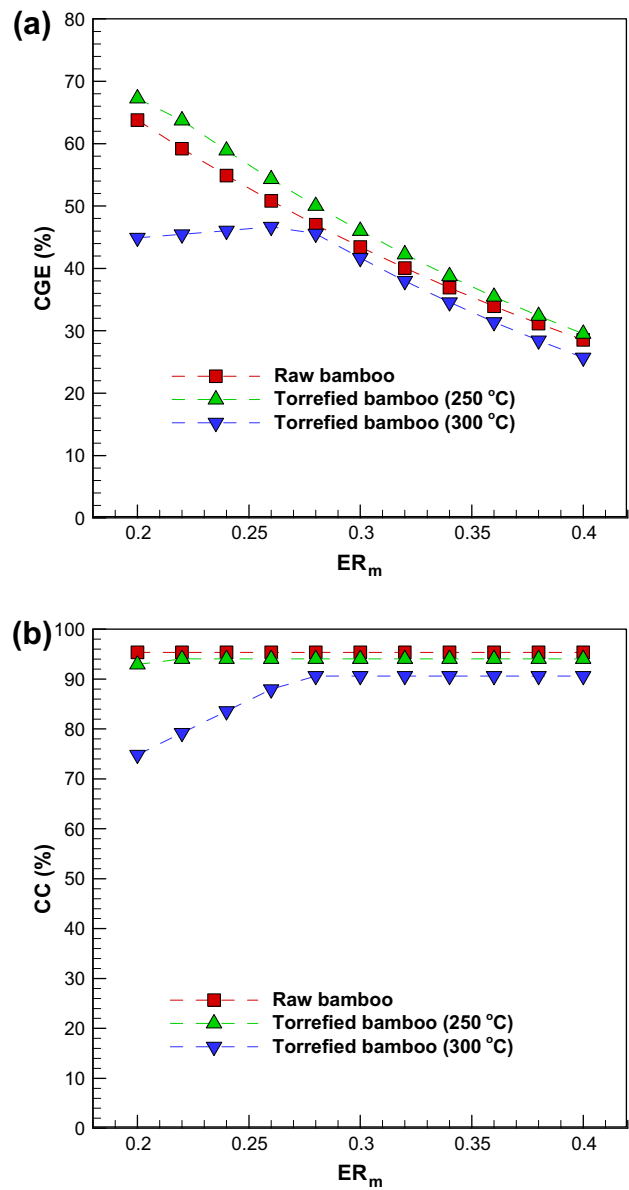 (a)
80
70
60
50
40
30
20
10
0
CGE (%)
Raw bamboo
Torrefied bamboo (250 °C)
Torrefied bamboo (300 °C)
0.2 0.25 0.3 0.35 0.4
ERm
(b)
100
90
80
70
60
50
40
30
20
10
0
CC (%)
Raw bamboo
Torrefied bamboo (250 °C)
Torrefied bamboo (300 °C)
0.2 0.25 0.3 0.35 0.4
ERm